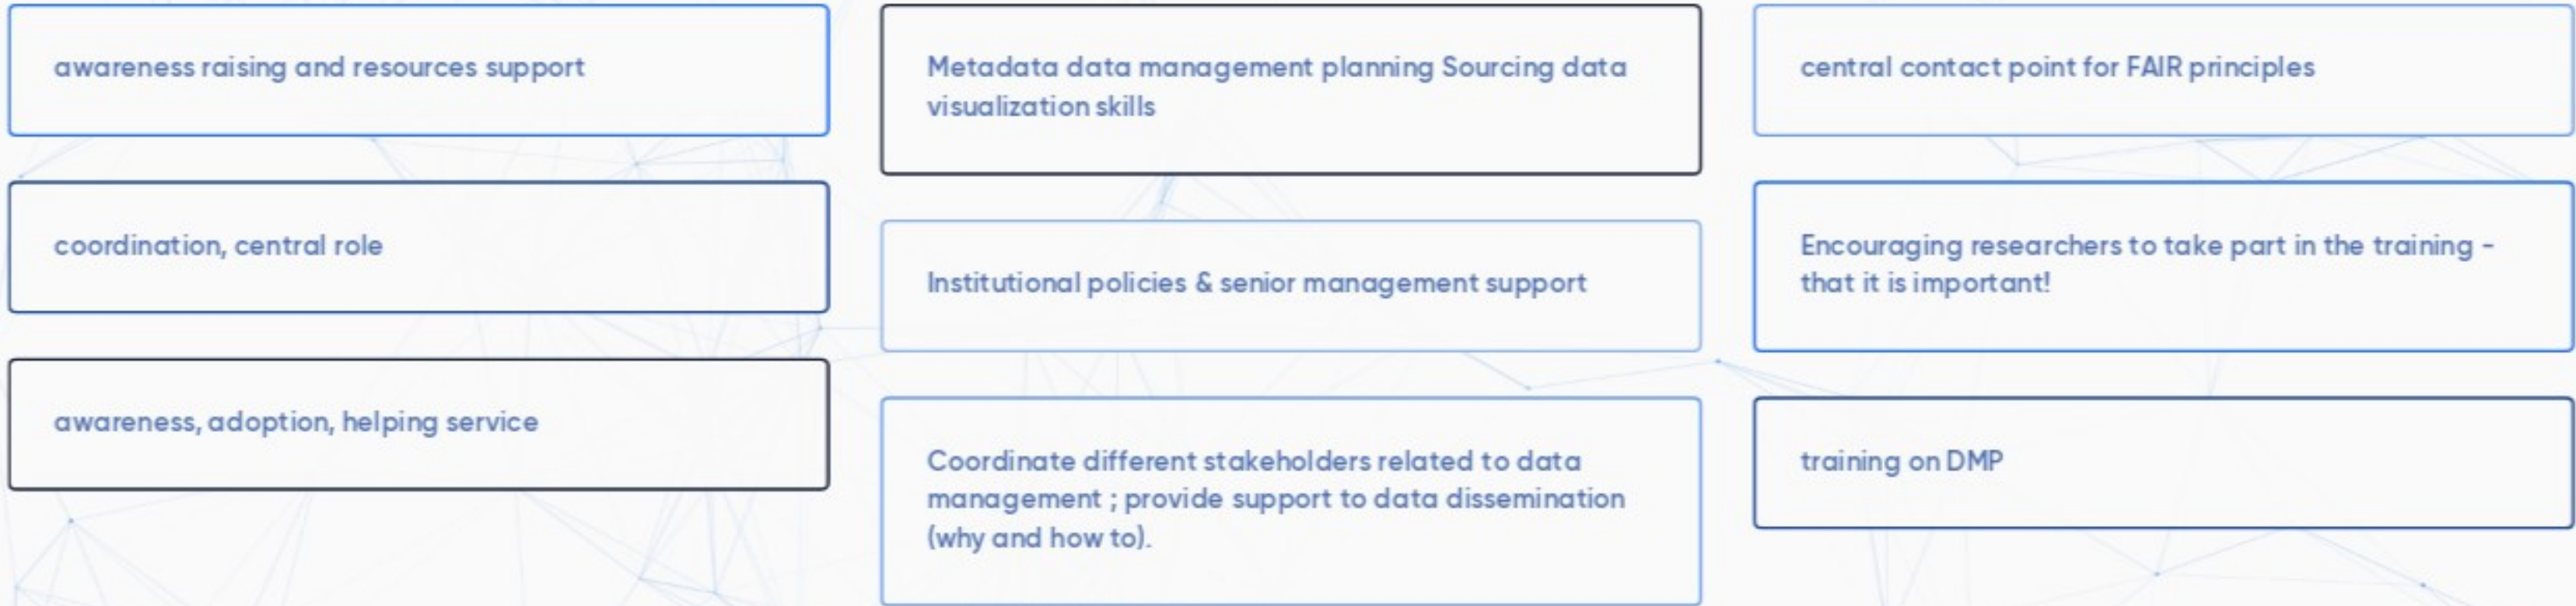 awareness raising and resources support
coordination, central role
awareness, adoption, helping service
Metadata data management planning Sourcing data
visualization skills
Institutional policies & senior management support
Coordinate different stakeholders related to data
management ; provide support to data dissemination
(why and how to).
central contact point for FAIR principles
Encouraging researchers to take part in the training -
that it is important!
training on DMP